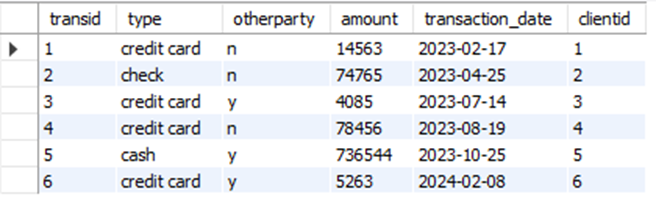 transid type otherparty amount transaction_date clientid
1 credit card n 14563 2023-02-17 1
2 check n 74765 2023-04-25 2
3 credit card y 4085 2023-07-14 3
4 credit card n 78456 2023-08-19 4
5 cash y 736544 2023-10-25 5
6 credit card y 5263 2024-02-08 6